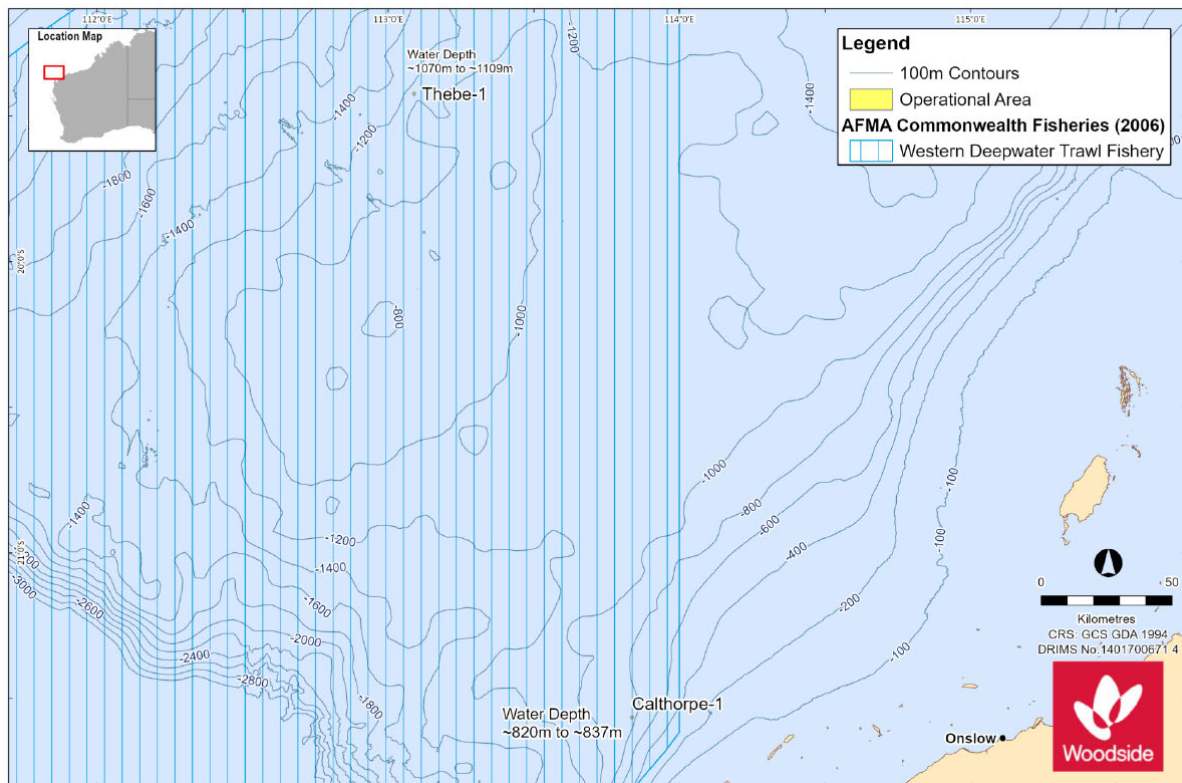 112°0'E
113°0'E
114°0'E
115°0'E
Location Map
Water Depth
~1070m to ~1109m
Thebe-1
Legend
100m Contours
Operational Area
AFMA Commonwealth Fisheries (2006)
Western Deepwater Trawl Fishery
-1200
-1400
-1400
-1200
-1800
-1600
-1400
20°0'S
-800
-1000
-1000
-100
-800
-600
-1400
-1200
-400
-100
21°0'S
-1400
-3000
-2600
-1600
-200
-2000
-2400
-100
-2800
-1800
0 50
Kilometres
CRS: GCS GDA 1994
DRIMS No:1401700671 4
Water Depth
~820m to ~837m
Calthorpe-1
Onslow
Woodside